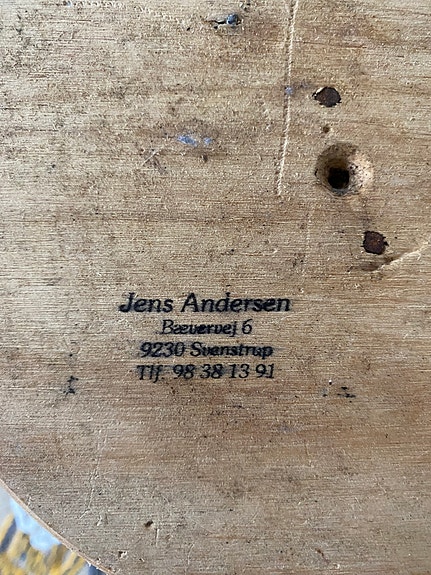 Jens Andersen
Bævervej 6
9230 Svenstrup
Tlf. 98 38 13 91